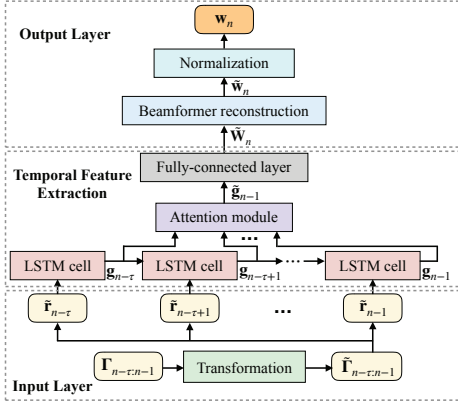 w_n
Output Layer
Normalization
w̃_n
Beamformer reconstruction
W̃_n
Fully-connected layer
Temporal Feature
Extraction
g̃_{n−1}
Attention module
...
LSTM cell g_{n−τ} LSTM cell g_{n−τ+1} ... LSTM cell g_{n−1}
r̃_{n−τ} r̃_{n−τ+1} ... r̃_{n−1}
Γ_{n−τ:n−1} Transformation Γ̃_{n−τ:n−1}
Input Layer